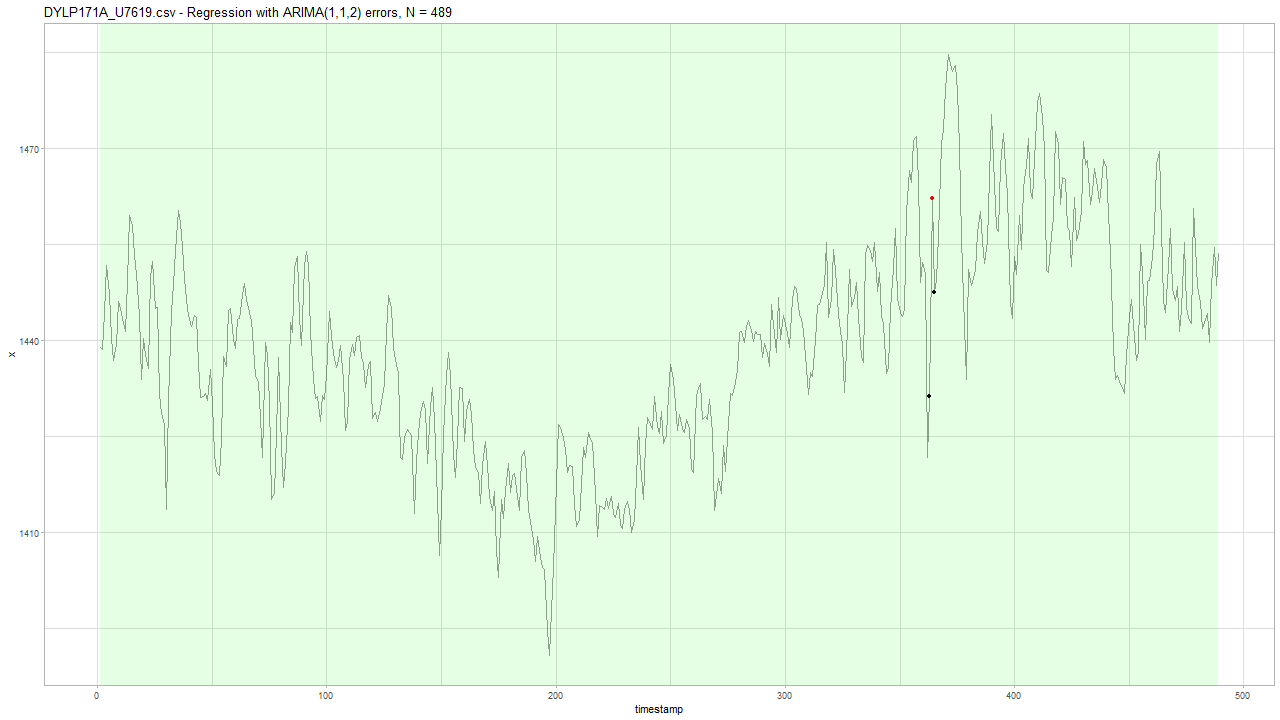 DYLP171A_U7619.csv - Regression with ARIMA(1,1,2) errors, N = 489
1470
1440
1410
x
0 100 200 300 400 500
timestamp